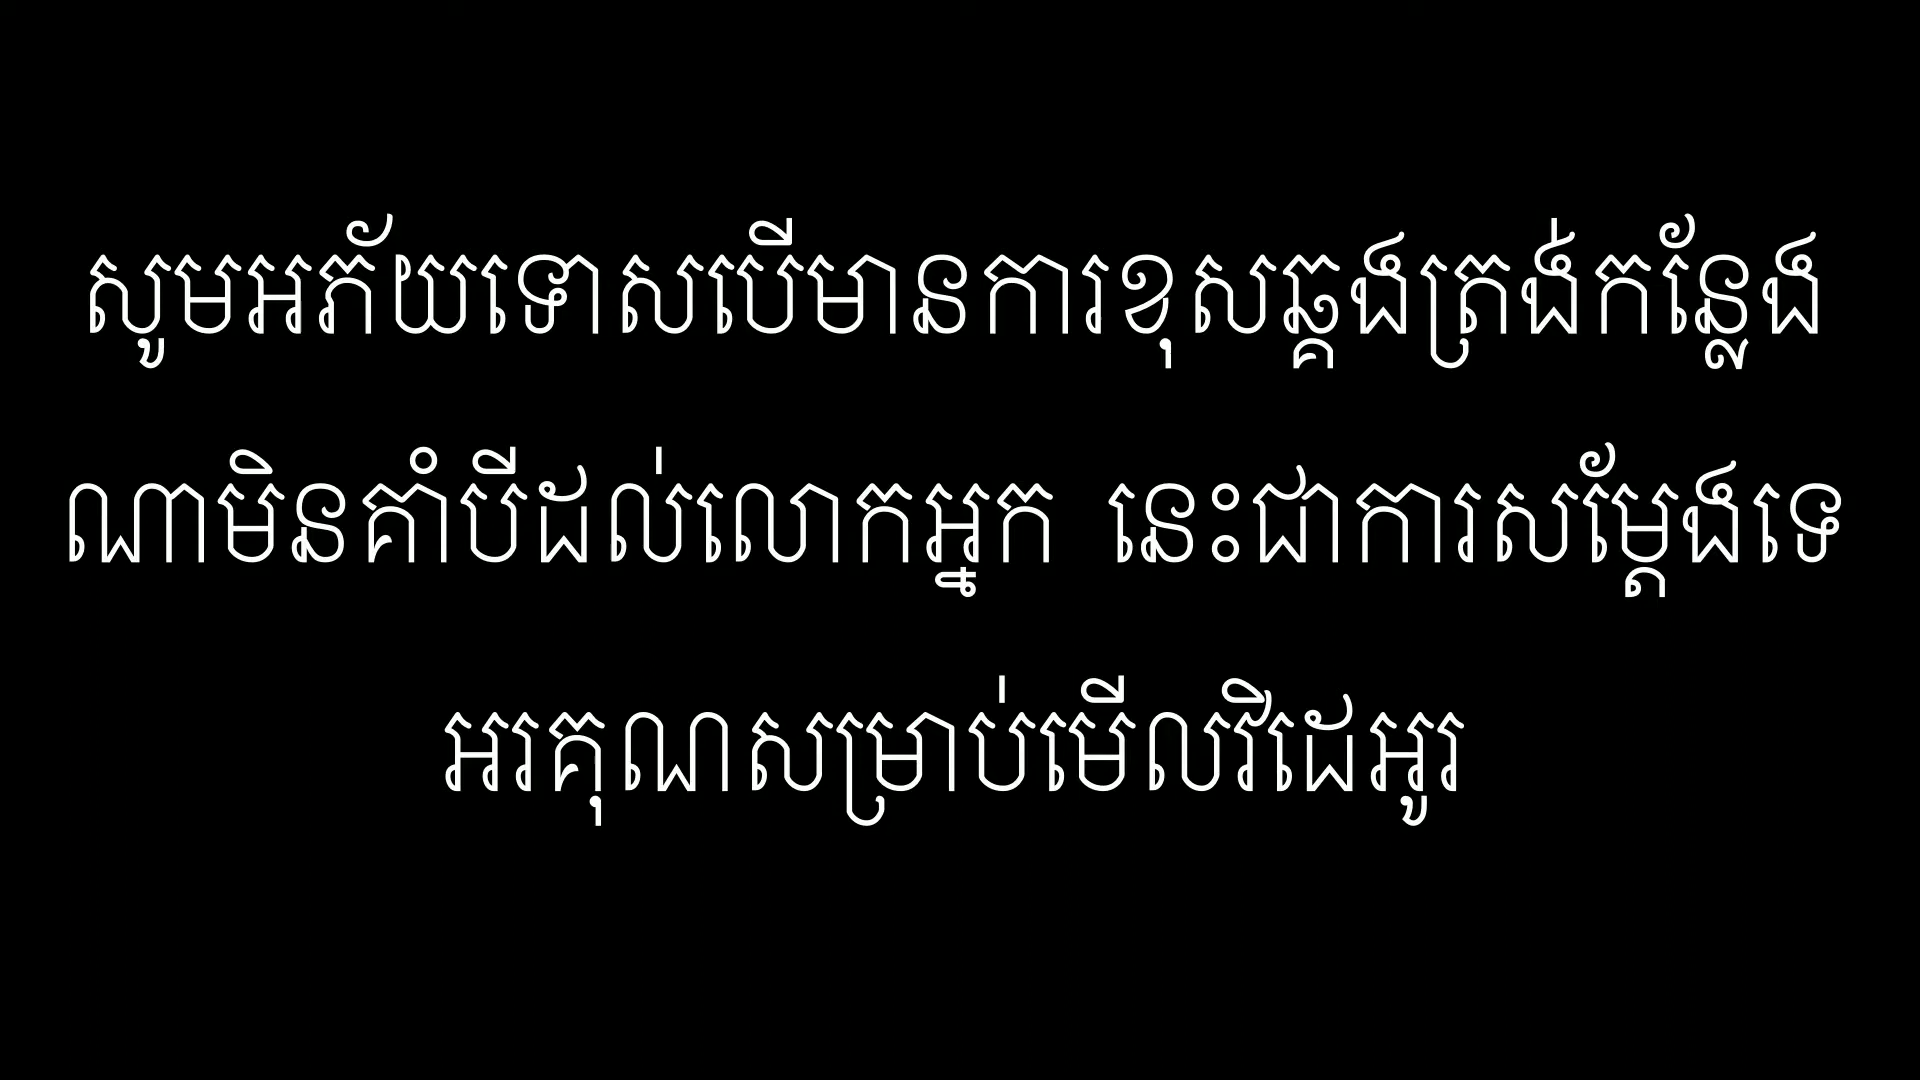 សូមអភ័យទោសបើមានការខុសឆ្គងត្រង់កន្លែង
ណាមិនគាំបីដល់លោកអ្នក នេះជាការសម្ដែងទេ
អរគុណសម្រាប់មើលវីដេអូរ